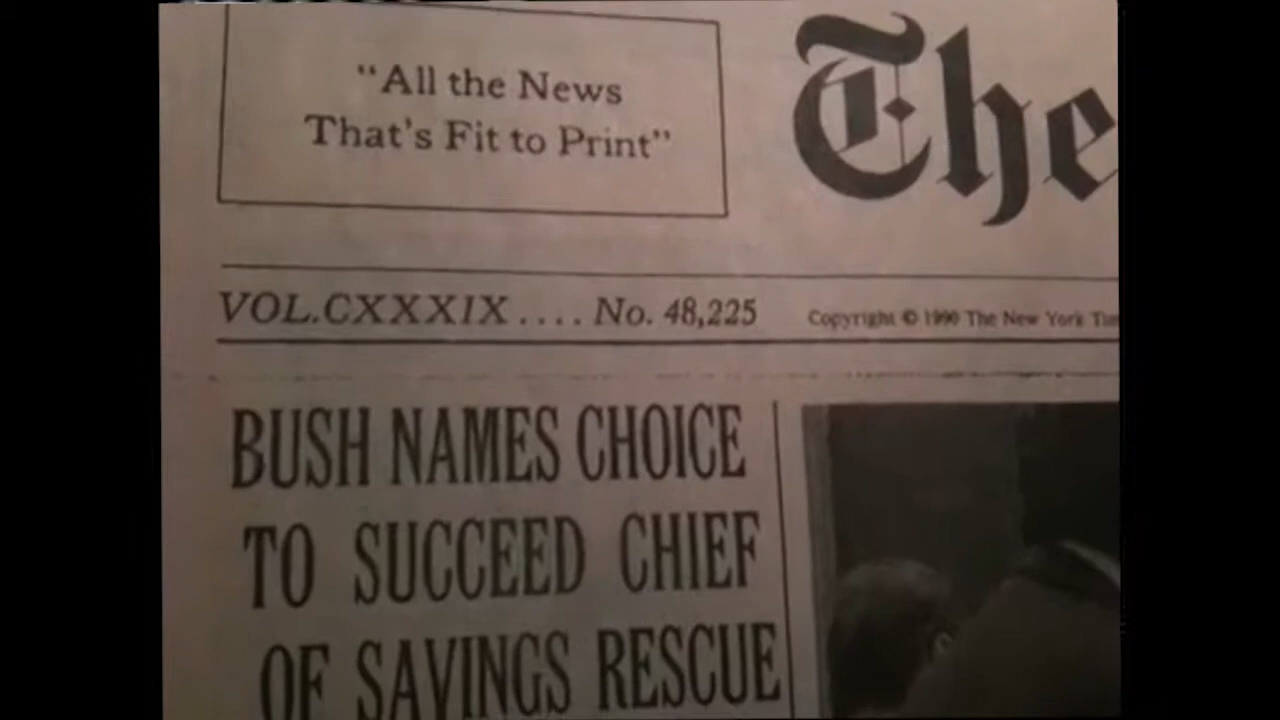 "All the News
That's Fit to Print"
The
VOL.CXXXIX .... No. 48,225
Copyright © 1990 The New York
BUSH NAMES CHOICE
TO SUCCEED CHIEF
OF SAVINGS RESCUE